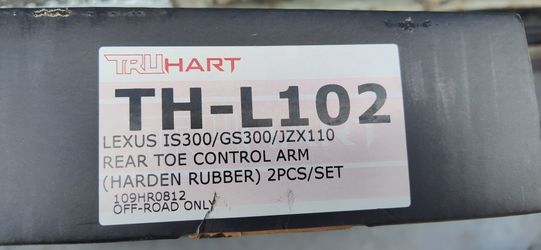 TRUHART
TH-L102
LEXUS IS300/GS300/JZX110
REAR TOE CONTROL ARM
(HARDEN RUBBER) 2PCS/SET
109HR0812
OFF-ROAD ONLY